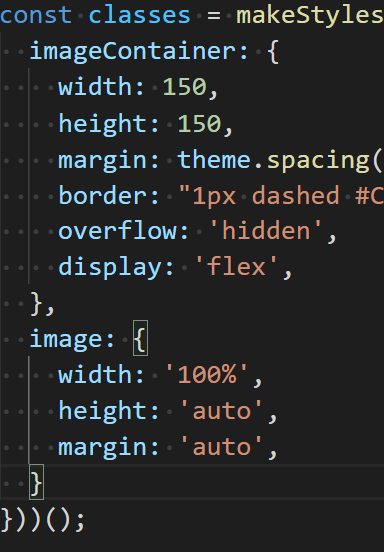 const classes = makeStyles
imageContainer: {
width: 150,
height: 150,
margin: theme.spacing(
border: "1px dashed #C
overflow: 'hidden',
display: 'flex',
},
image: {
width: '100%',
height: 'auto',
margin: 'auto',
}
}))();